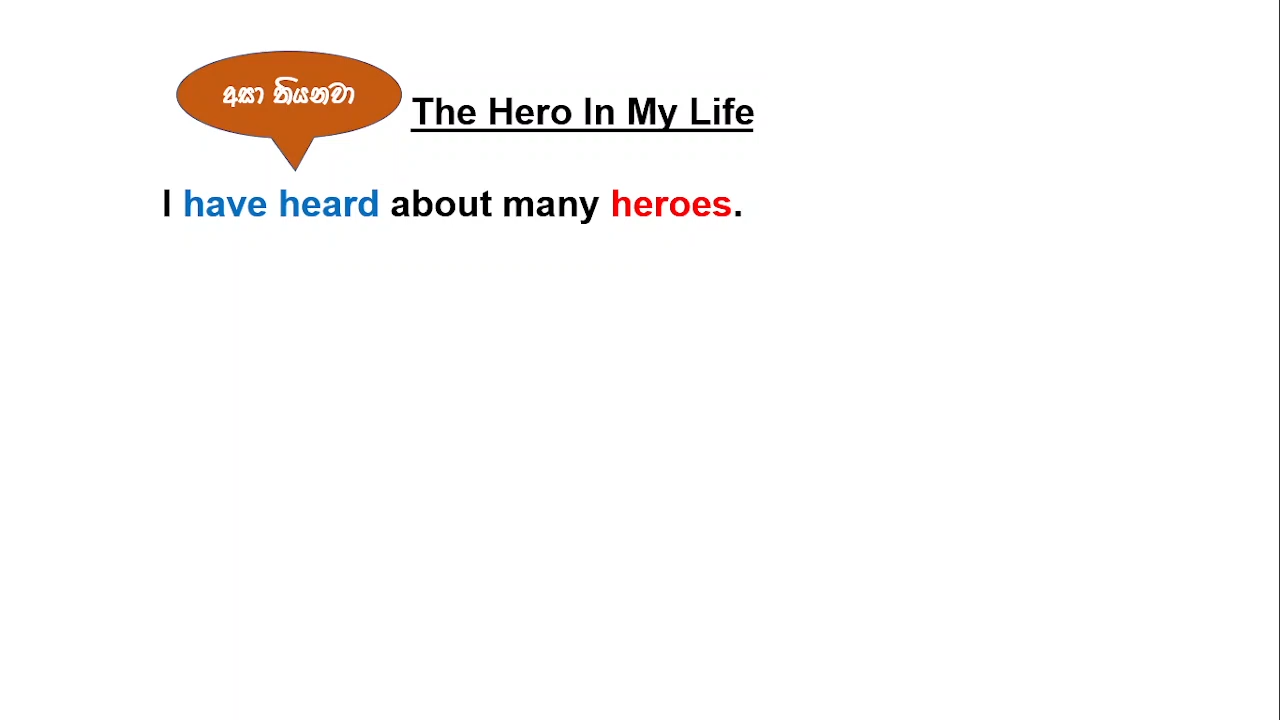 අසා තියනවා
The Hero In My Life
I have heard about many heroes.